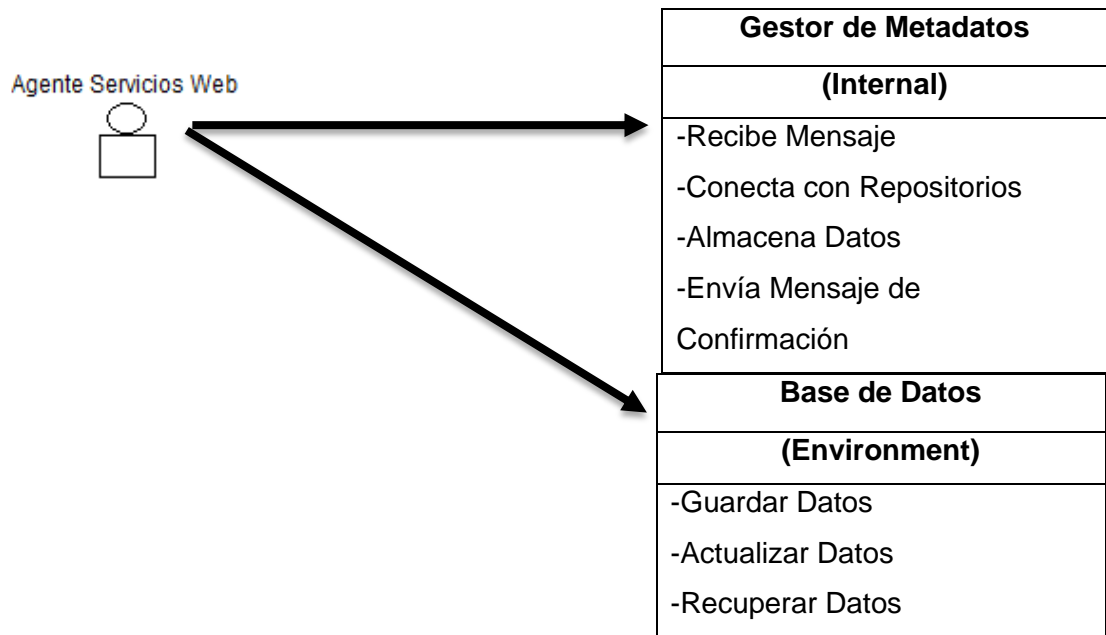 Agente Servicios Web
Gestor de Metadatos
(Internal)
-Recibe Mensaje
-Conecta con Repositorios
-Almacena Datos
-Envía Mensaje de
Confirmación
Base de Datos
(Environment)
-Guardar Datos
-Actualizar Datos
-Recuperar Datos